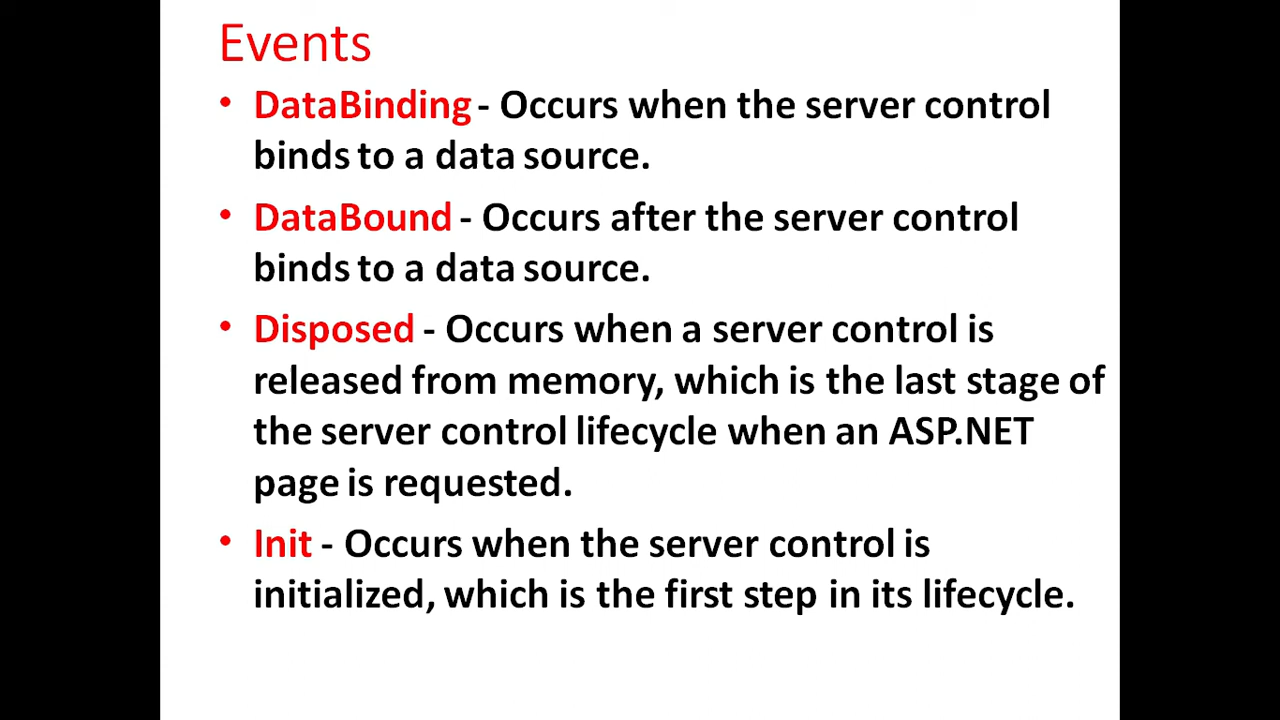 Events
• DataBinding - Occurs when the server control
binds to a data source.
• DataBound - Occurs after the server control
binds to a data source.
• Disposed - Occurs when a server control is
released from memory, which is the last stage of
the server control lifecycle when an ASP.NET
page is requested.
• Init - Occurs when the server control is
initialized, which is the first step in its lifecycle.